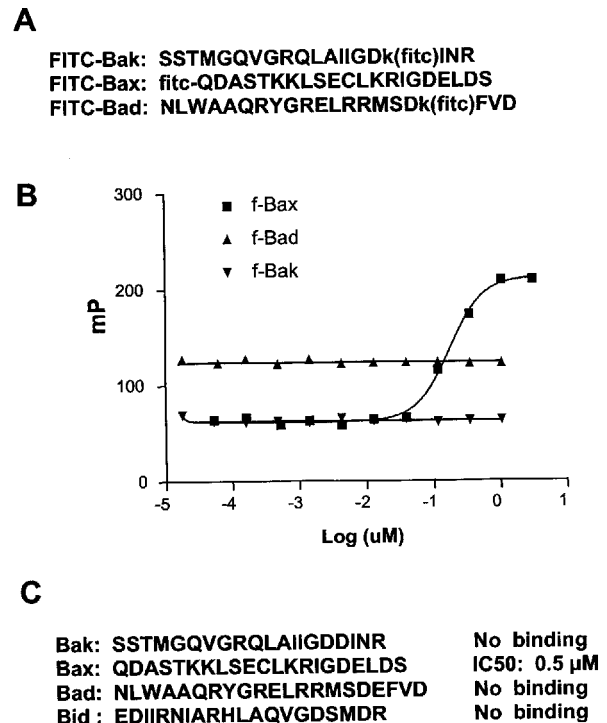 A
FITC-Bak: SSTMGQVGRQLAIIGDk(fitc)INR
FITC-Bax: fitc-QDASTKKLSECLKRIGDELDS
FITC-Bad: NLWAAQRYGRELRRMSDk(fitc)FVD
B
300
200
100
0
mP
f-Bax
f-Bad
f-Bak
-5 -4 -3 -2 -1 0 1
Log (uM)
C
Bak: SSTMGQVGRQLAIIGDDINR No binding
Bax: QDASTKKLSECLKRIGDELDS IC50: 0.5 µM
Bad: NLWAAQRYGRELRRMSDEFVD No binding
Bid : EDIIRNIARHLAQVGDSMDR No binding